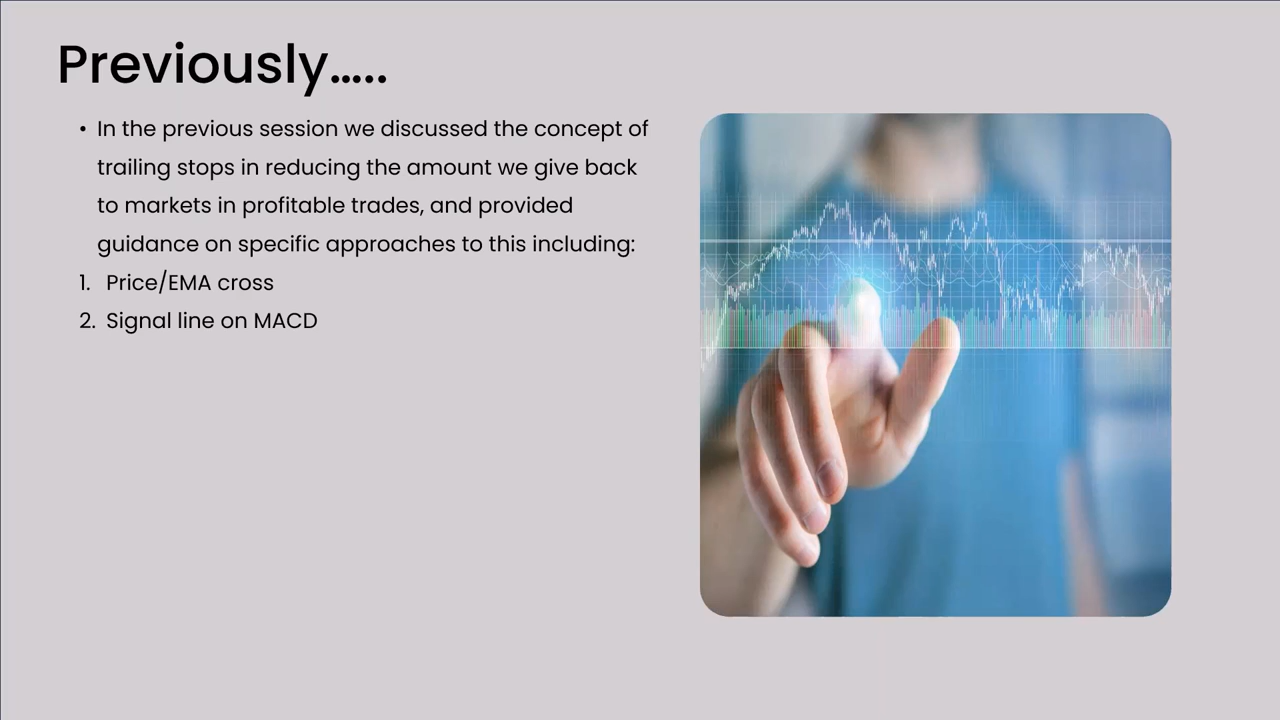 Previously.....
• In the previous session we discussed the concept of
trailing stops in reducing the amount we give back
to markets in profitable trades, and provided
guidance on specific approaches to this including:
1. Price/EMA cross
2. Signal line on MACD